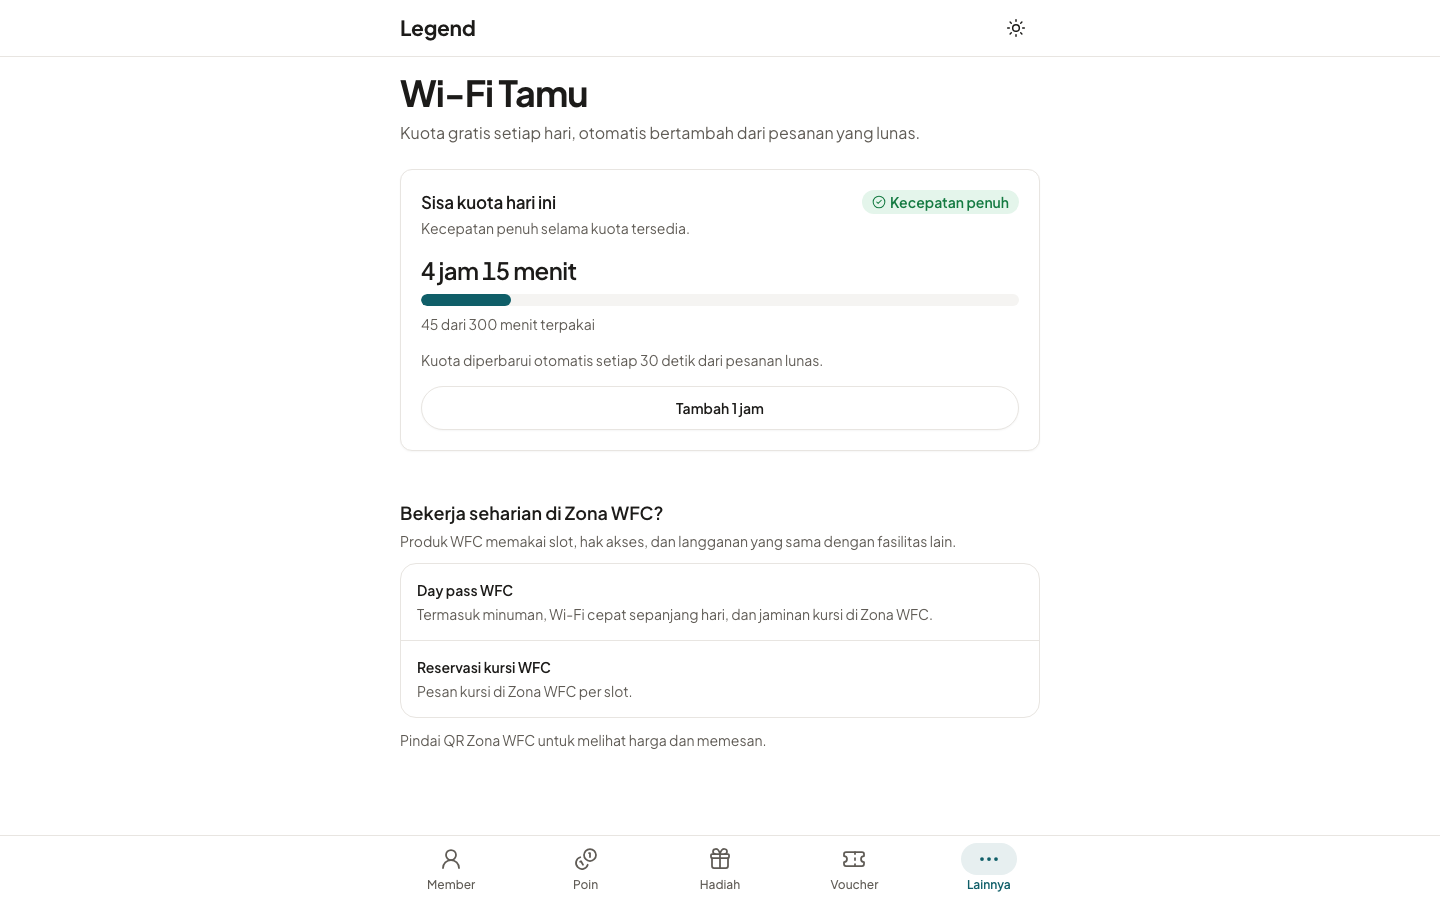 Legend
Wi-Fi Tamu
Kuota gratis setiap hari, otomatis bertambah dari pesanan yang lunas.
Sisa kuota hari ini
Kecepatan penuh
Kecepatan penuh selama kuota tersedia.
4 jam 15 menit
45 dari 300 menit terpakai
Kuota diperbarui otomatis setiap 30 detik dari pesanan lunas.
Tambah 1 jam
Bekerja seharian di Zona WFC?
Produk WFC memakai slot, hak akses, dan langganan yang sama dengan fasilitas lain.
Day pass WFC
Termasuk minuman, Wi-Fi cepat sepanjang hari, dan jaminan kursi di Zona WFC.
Reservasi kursi WFC
Pesan kursi di Zona WFC per slot.
Pindai QR Zona WFC untuk melihat harga dan memesan.
Member
Poin
Hadiah
Voucher
Lainnya